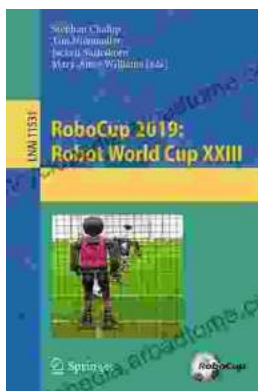 Stephan Chalup
Tim Niemueller
Jackrit Suthakorn
Mary-Anne Williams (Eds.)
LNAI 11531
RoboCup 2019:
Robot World Cup XXIII
Springer
RoboCup